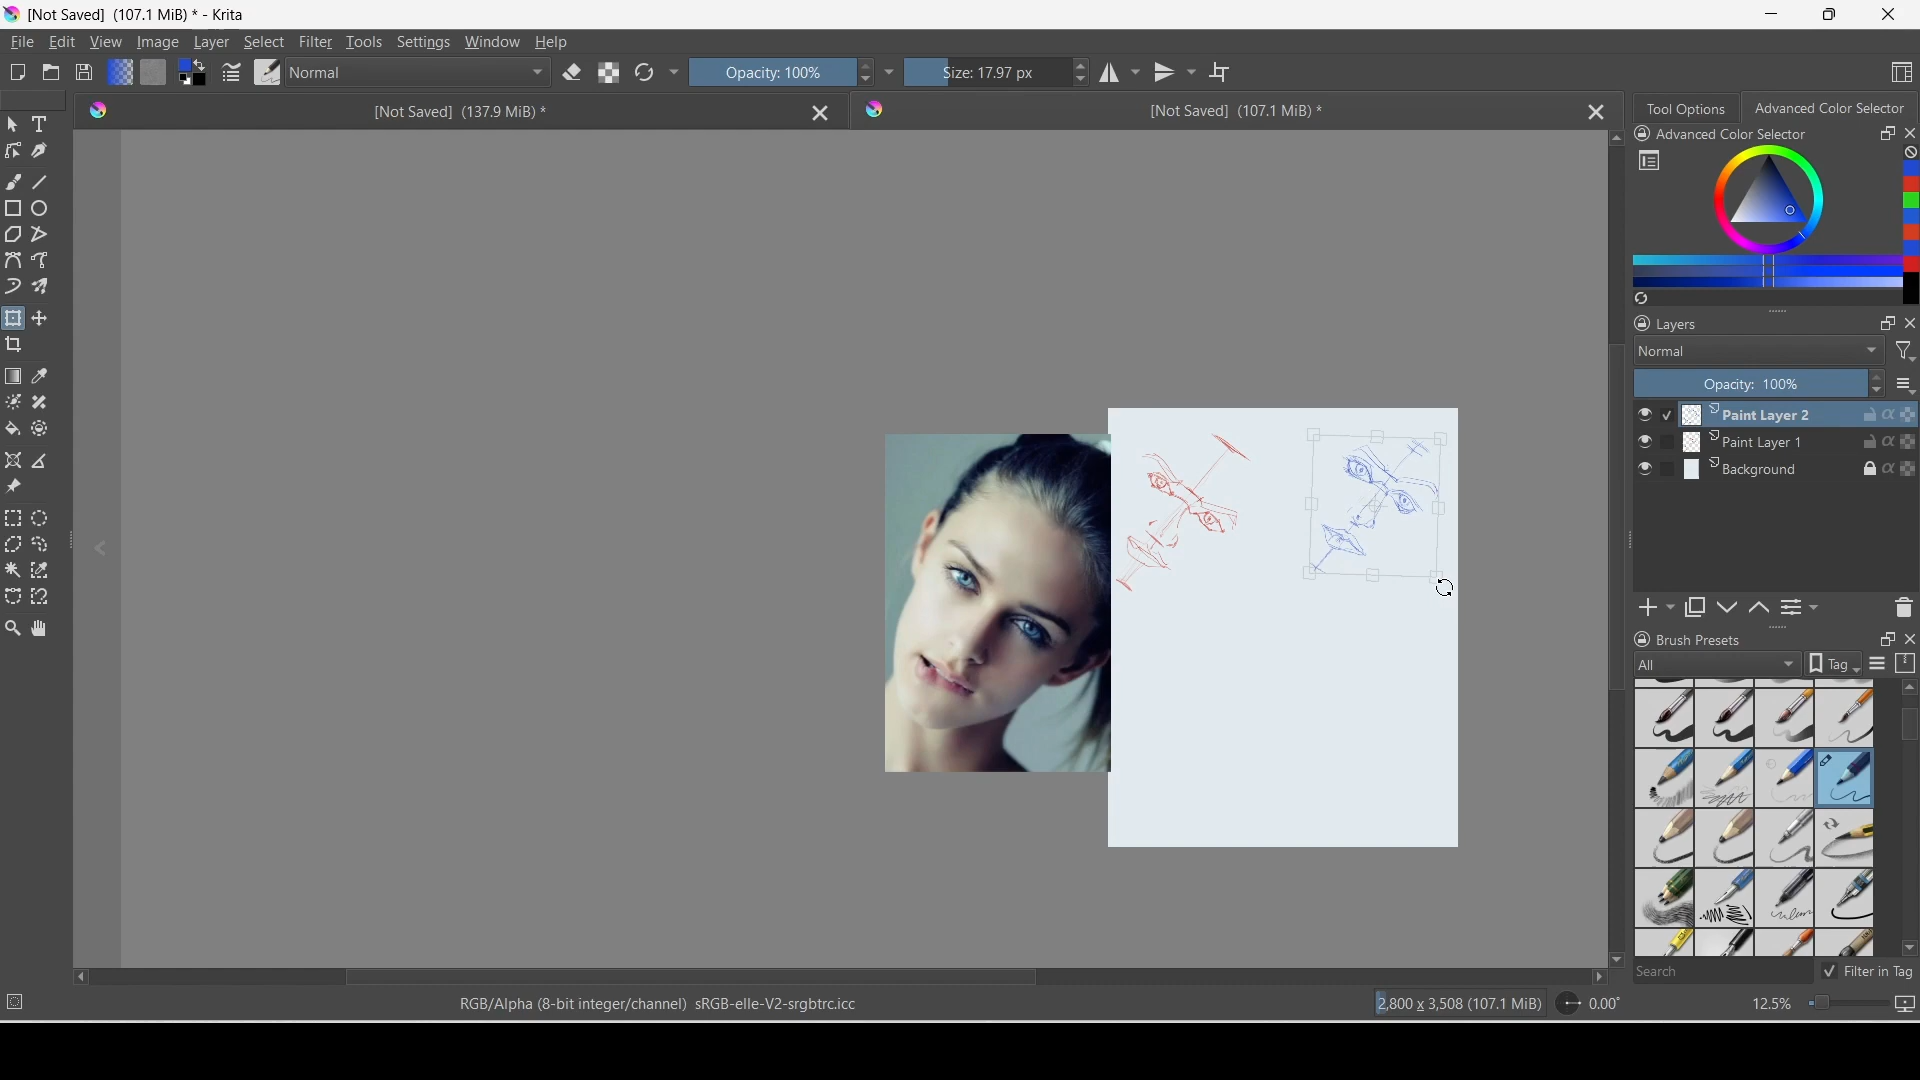 [Not Saved] (107.1 MiB) * - Krita
File Edit View Image Layer Select Filter Tools Settings Window Help
Normal Opacity: 100% Size: 17.97 px
[Not Saved] (137.9 MiB) * [Not Saved] (107.1 MiB) *
Tool Options Advanced Color Selector
Advanced Color Selector
Layers
Normal
Opacity: 100%
Paint Layer 2
Paint Layer 1
Background
Brush Presets
All Tag
Search Filter in Tag
RGB/Alpha (8-bit integer/channel) sRGB-elle-V2-srgbtrc.icc 2,800 x 3,508 (107.1 MiB) 0.00° 12.5%